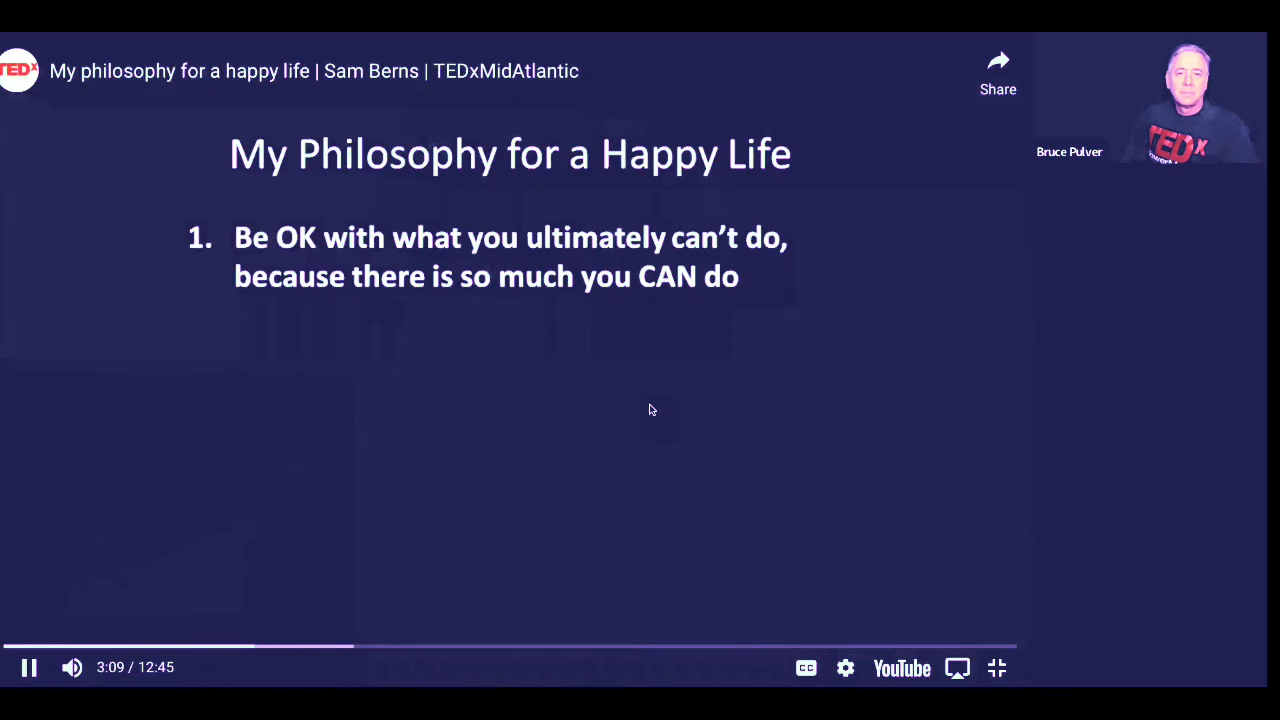 TEDx
My philosophy for a happy life | Sam Berns | TEDxMidAtlantic
Share
My Philosophy for a Happy Life
1. Be OK with what you ultimately can't do,
because there is so much you CAN do
TEDx
Bruce Pulver
3:09 / 12:45
CC
YouTube